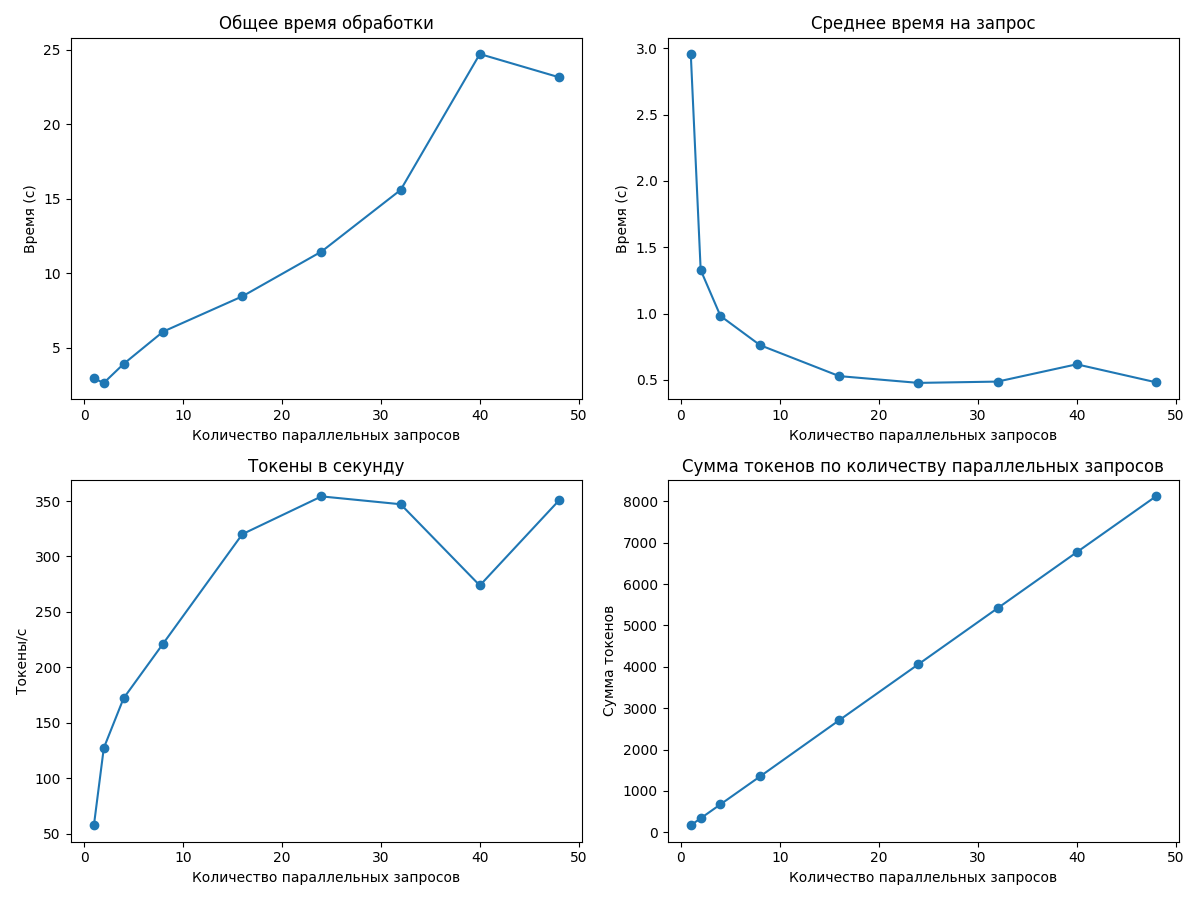 Общее время обработки
25
20
15
10
5
Время (с)
0 10 20 30 40 50
Количество параллельных запросов
Среднее время на запрос
3.0
2.5
2.0
1.5
1.0
0.5
Время (с)
0 10 20 30 40 50
Количество параллельных запросов
Токены в секунду
350
300
250
200
150
100
50
Токены/с
0 10 20 30 40 50
Количество параллельных запросов
Сумма токенов по количеству параллельных запросов
8000
7000
6000
5000
4000
3000
2000
1000
0
Сумма токенов
0 10 20 30 40 50
Количество параллельных запросов